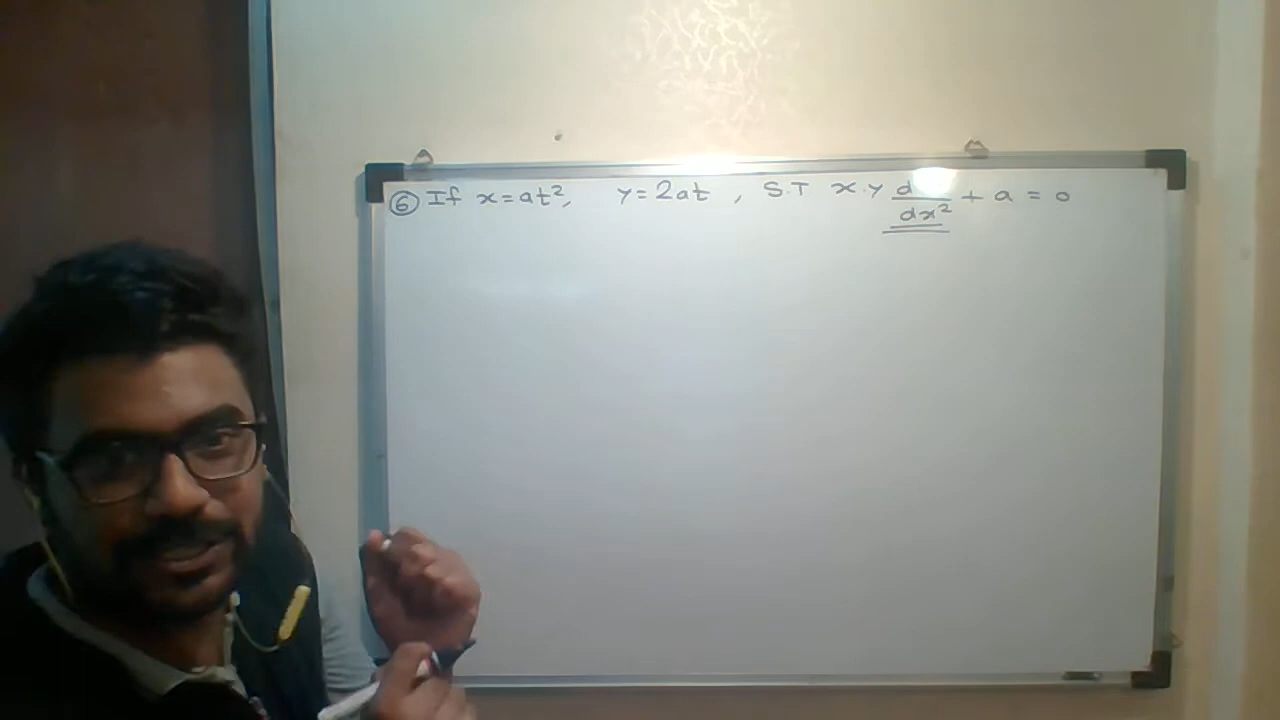 ⑥ If x = at², y = 2at , S.T x.y d/dx² + a = 0